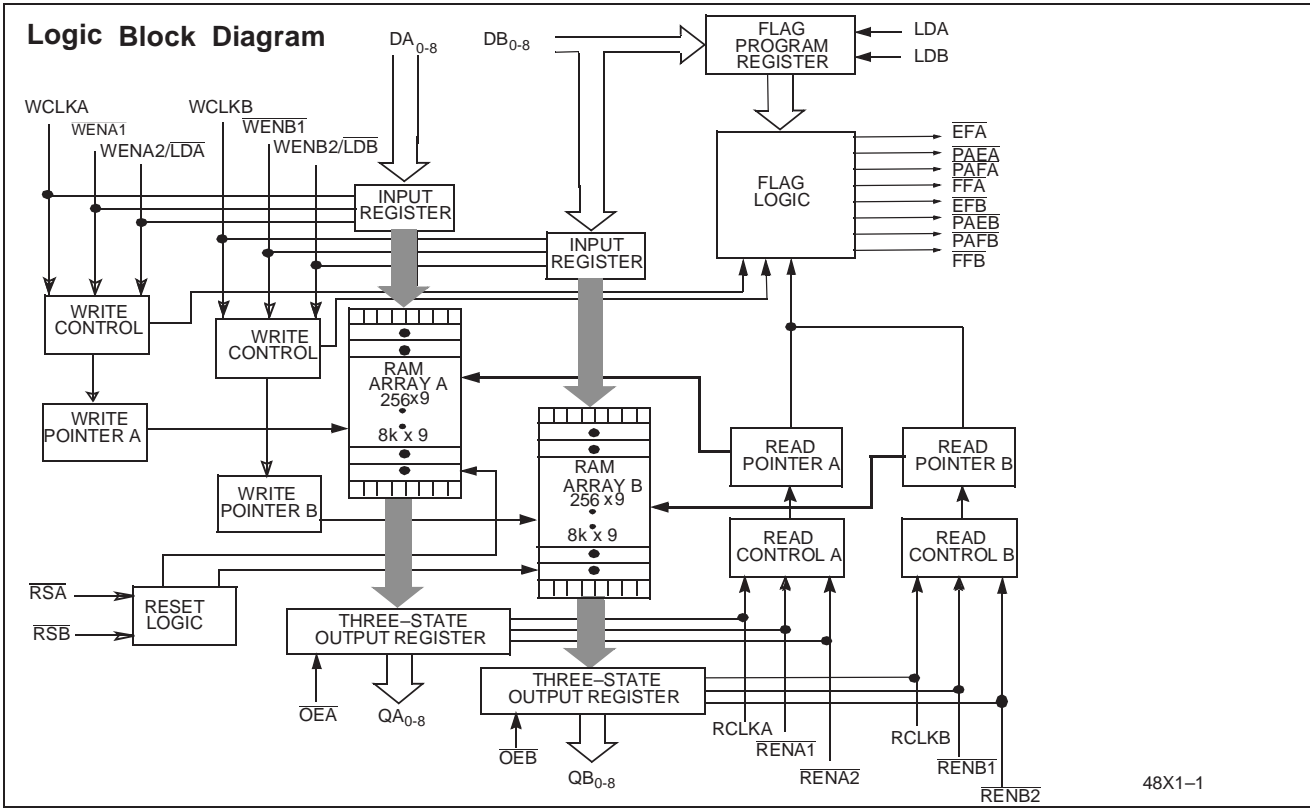 Logic Block Diagram
DA0-8
DB0-8
FLAG
PROGRAM
REGISTER
LDA
LDB
WCLKA
WENA1
WENA2/LDA
WCLKB
WENB1
WENB2/LDB
INPUT
REGISTER
INPUT
REGISTER
FLAG
LOGIC
EFA
PAEA
PAFA
FFA
EFB
PAEB
PAFB
FFB
WRITE
CONTROL
WRITE
CONTROL
RAM
ARRAY A
256x9
8k x 9
WRITE
POINTER A
WRITE
POINTER B
RAM
ARRAY B
256 x9
8k x 9
READ
POINTER A
READ
POINTER B
READ
CONTROL A
READ
CONTROL B
RSA
RSB
RESET
LOGIC
THREE–STATE
OUTPUT REGISTER
THREE–STATE
OUTPUT REGISTER
OEA
QA0-8
OEB
QB0-8
RCLKA
RENA1
RENA2
RCLKB
RENB1
RENB2
48X1–1